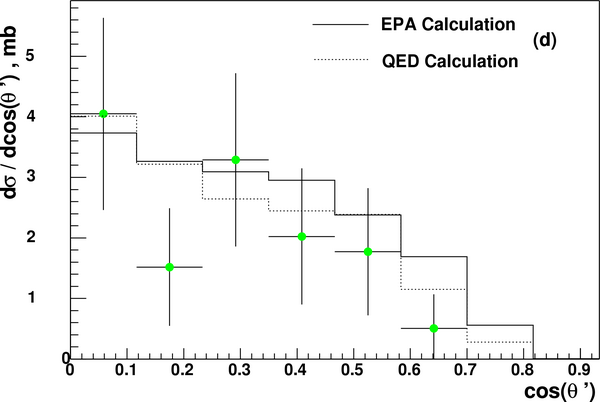 EPA Calculation
(d)
QED Calculation
dσ / dcos(θ ’) , mb
5
4
3
2
1
0
0 0.1 0.2 0.3 0.4 0.5 0.6 0.7 0.8 0.9
cos(θ ’)